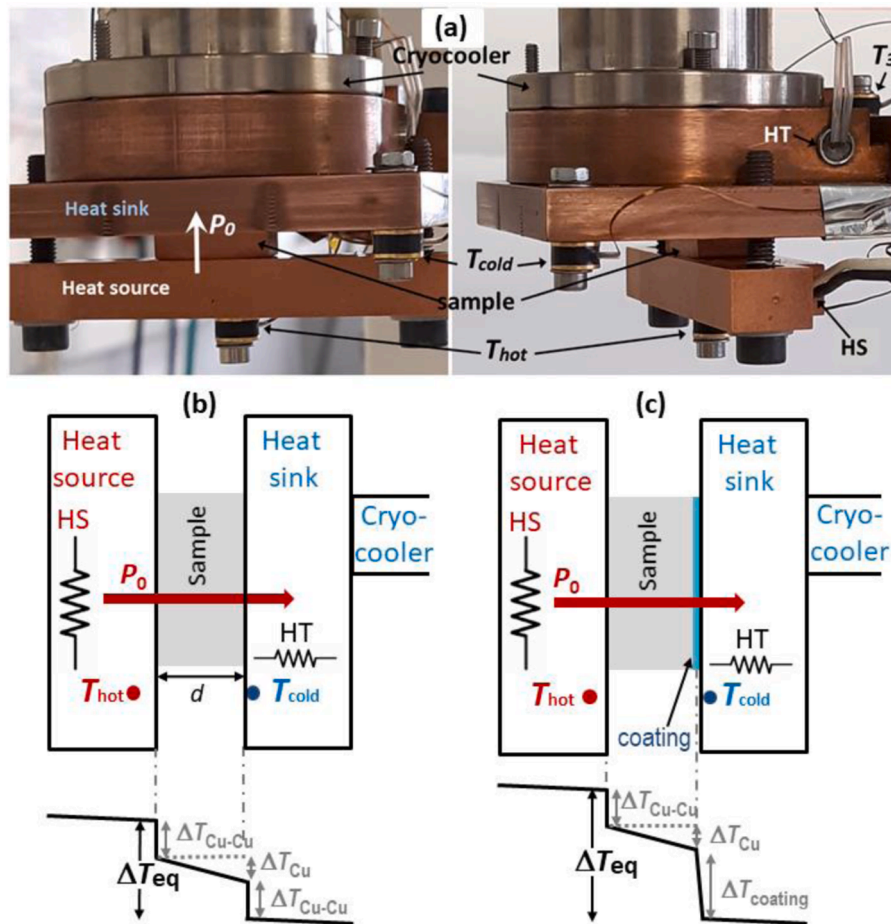 (a)
Cryocooler
T3
HT
Heat sink
P0
Tcold
sample
Heat source
Thot
HS
(b)
Heat
source
Heat
sink
HS
Sample
Cryo-
cooler
P0
HT
Thot
d
Tcold
ΔTCu-Cu
ΔTeq
ΔTCu
ΔTCu-Cu
(c)
Heat
source
Heat
sink
HS
Sample
Cryo-
cooler
P0
HT
Thot
Tcold
coating
ΔTCu-Cu
ΔTeq
ΔTCu
ΔTcoating